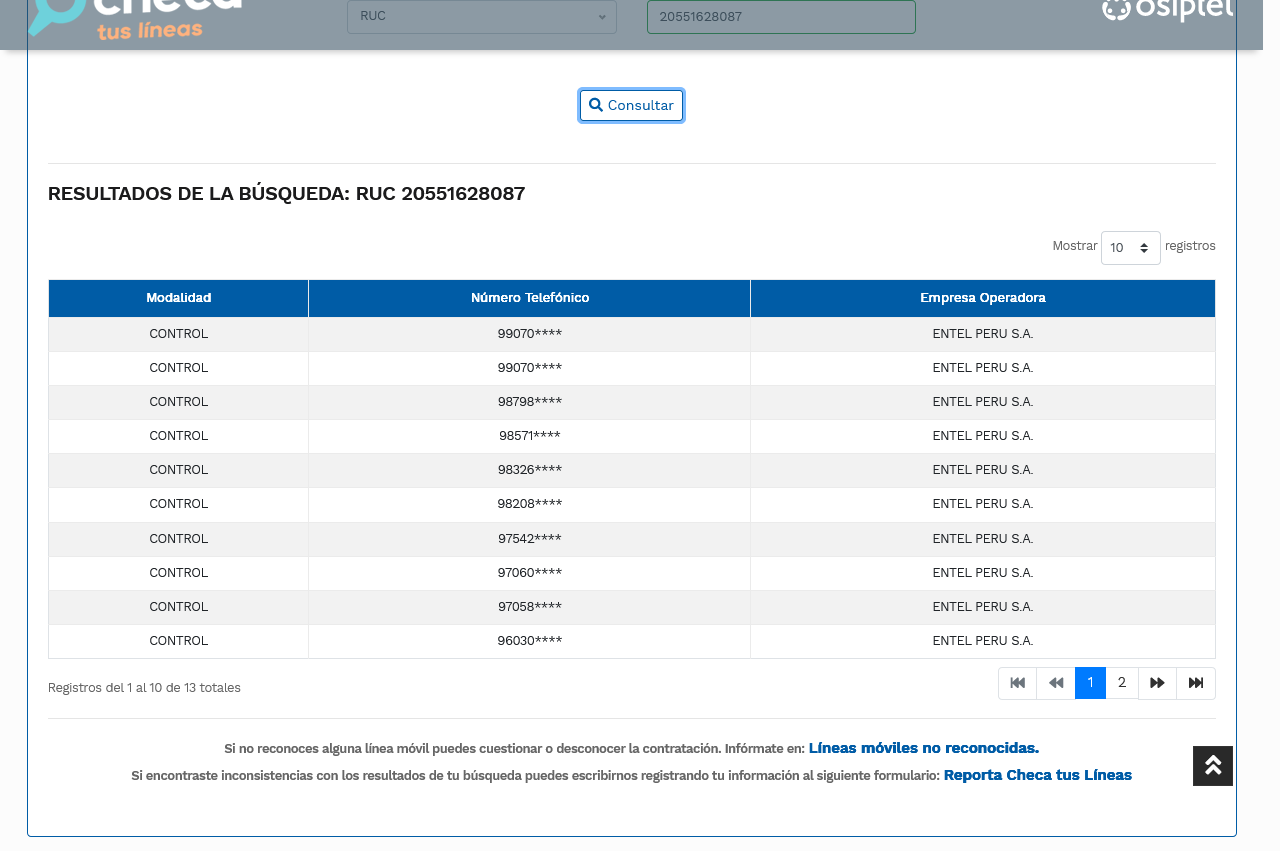 checa
tus líneas
RUC
20551628087
osiptel
Consultar
RESULTADOS DE LA BÚSQUEDA: RUC 20551628087
Mostrar 10 registros
Modalidad Número Telefónico Empresa Operadora
CONTROL 99070**** ENTEL PERU S.A.
CONTROL 99070**** ENTEL PERU S.A.
CONTROL 98798**** ENTEL PERU S.A.
CONTROL 98571**** ENTEL PERU S.A.
CONTROL 98326**** ENTEL PERU S.A.
CONTROL 98208**** ENTEL PERU S.A.
CONTROL 97542**** ENTEL PERU S.A.
CONTROL 97060**** ENTEL PERU S.A.
CONTROL 97058**** ENTEL PERU S.A.
CONTROL 96030**** ENTEL PERU S.A.
Registros del 1 al 10 de 13 totales
1 2
Si no reconoces alguna línea móvil puedes cuestionar o desconocer la contratación. Infórmate en: Líneas móviles no reconocidas.
Si encontraste inconsistencias con los resultados de tu búsqueda puedes escribirnos registrando tu información al siguiente formulario: Reporta Checa tus Líneas